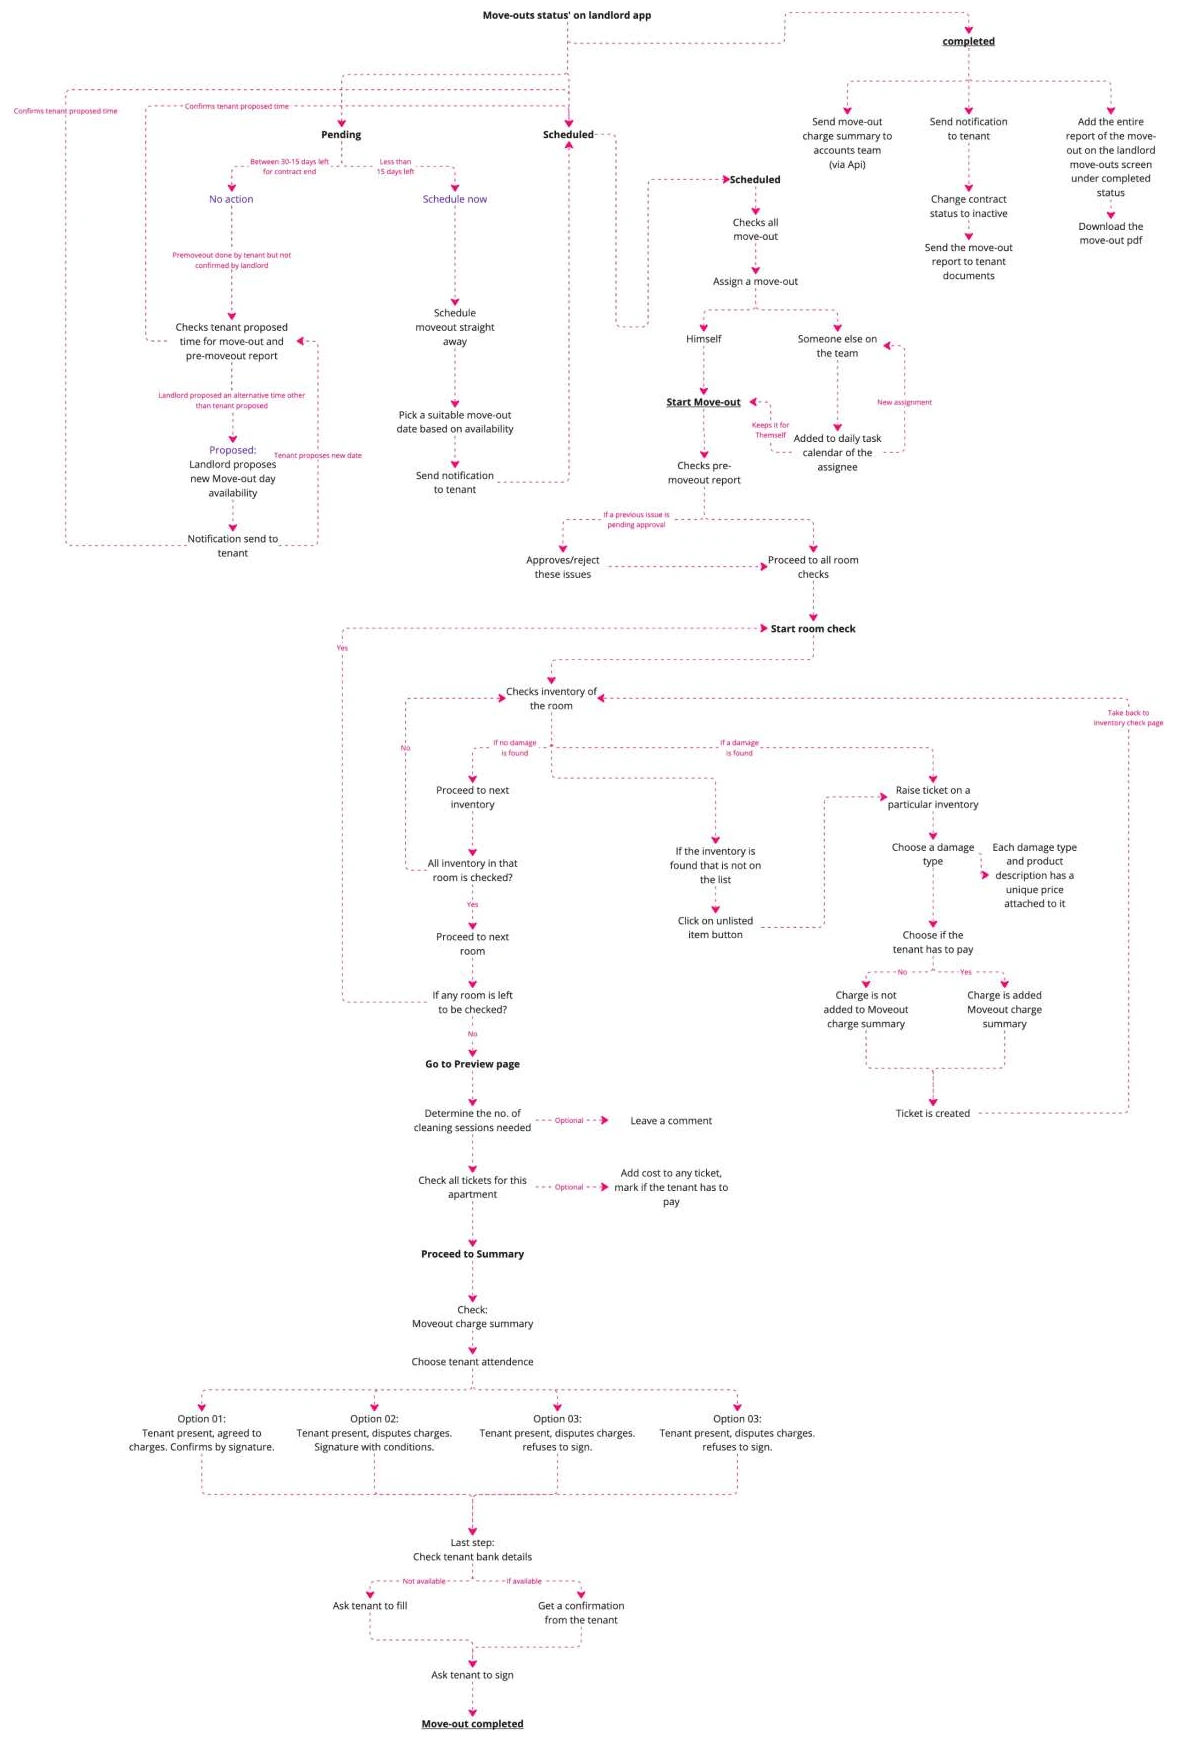 Move-outs status' on landlord app
completed
Confirms tenant proposed time
Confirms tenant proposed time
Pending
Scheduled
Send move-out
charge summary to
accounts team
(via Api)
Send notification
to tenant
Add the entire
report of the move-
out on the landlord
move-outs screen
under completed
status
Between 30-15 days left
for contract end
Less than
15 days left
Scheduled
No action
Schedule now
Checks all
move-out
Change contract
status to inactive
Download the
move-out pdf
Premoveout done by tenant but not
confirmed by landlord
Send the move-out
report to tenant
documents
Assign a move-out
Checks tenant proposed
time for move-out and
pre-moveout report
Schedule
moveout straight
away
Himself
Someone else on
the team
Landlord proposed an alternative time other
than tenant proposed
Pick a suitable move-out
date based on availability
Start Move-out
New assignment
Keeps it for
Themself
Added to daily task
calendar of the
assignee
Proposed:
Landlord proposes
new Move-out day
availability
Tenant proposes new date
Send notification
to tenant
Checks pre-
moveout report
If a previous issue is
pending approval
Notification send to
tenant
Approves/reject
these issues
Proceed to all room
checks
Start room check
Yes
Checks inventory of
the room
Take back to
inventory check page
No
If no damage
is found
If a damage
is found
Proceed to next
inventory
Raise ticket on a
particular inventory
All inventory in that
room is checked?
If the inventory is
found that is not on
the list
Choose a damage
type
Each damage type
and product
description has a
unique price
attached to it
Yes
Click on unlisted
item button
Proceed to next
room
Choose if the
tenant has to pay
No
Yes
If any room is left
to be checked?
Charge is not
added to Moveout
charge summary
Charge is added
Moveout charge
summary
No
Go to Preview page
Determine the no. of
cleaning sessions needed
Optional
Leave a comment
Ticket is created
Check all tickets for this
apartment
Optional
Add cost to any ticket,
mark if the tenant has to
pay
Proceed to Summary
Check:
Moveout charge summary
Choose tenant attendence
Option 01:
Tenant present, agreed to
charges. Confirms by signature.
Option 02:
Tenant present, disputes charges.
Signature with conditions.
Option 03:
Tenant present, disputes charges.
refuses to sign.
Option 03:
Tenant present, disputes charges.
refuses to sign.
Last step:
Check tenant bank details
Not available
If available
Ask tenant to fill
Get a confirmation
from the tenant
Ask tenant to sign
Move-out completed